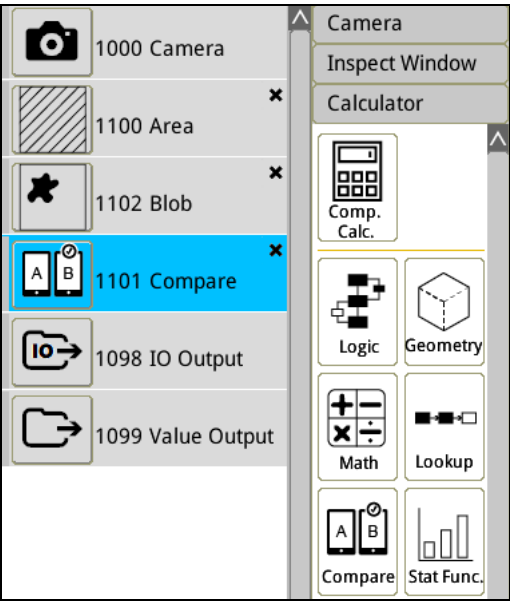 1000 Camera
1100 Area
1102 Blob
A B
1101 Compare
IO
1098 IO Output
1099 Value Output
Camera
Inspect Window
Calculator
Comp.
Calc.
Logic
Geometry
Math
Lookup
A B
Compare
Stat Func.